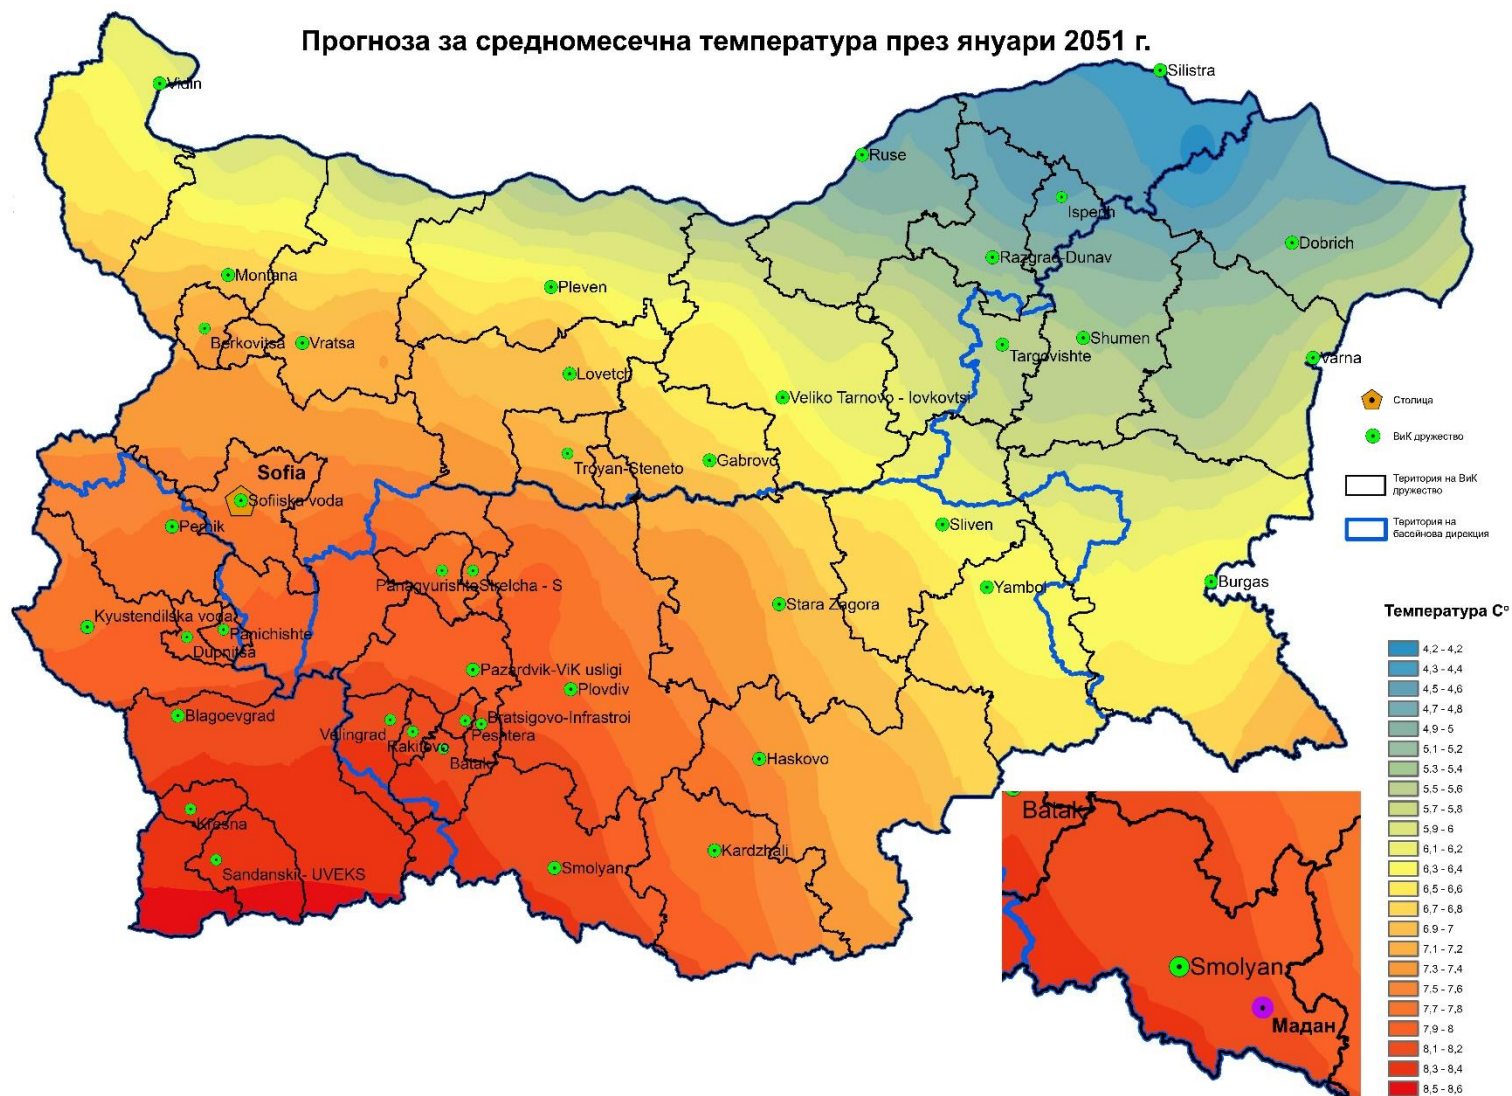 Прогноза за средномесечна температура през януари 2051 г.
Silistra
Vidin
Ruse
Isperih
Dobrich
Razgrad-Dunav
Montana
Pleven
Berkovitsa
Vratsa
Targovishte
Shumen
Varna
Lovetch
Veliko Tarnovo - Iovkovtsi
Troyan-Steneto
Gabrovo
Sofia
Sofiiska voda
Pernik
Sliven
Panagyurishte
Strelcha - S
Yambol
Burgas
Stara Zagora
Kyustendilska voda
Panichishte
Dupnitsa
Pazardvik-ViK usligi
Plovdiv
Blagoevgrad
Velingrad
Bratsigovo-Infrastroi
Rakitovo
Peshtera
Batak
Haskovo
Kresna
Sandanski - UVEKS
Smolyan
Kardzhali
Batak
Smolyan
Мадан
Столица
ВиК дружество
Територия на ВиК
дружество
Територия на
басейнова дирекция
Температура C°
4,2 - 4,2
4,3 - 4,4
4,5 - 4,6
4,7 - 4,8
4,9 - 5
5,1 - 5,2
5,3 - 5,4
5,5 - 5,6
5,7 - 5,8
5,9 - 6
6,1 - 6,2
6,3 - 6,4
6,5 - 6,6
6,7 - 6,8
6,9 - 7
7,1 - 7,2
7,3 - 7,4
7,5 - 7,6
7,7 - 7,8
7,9 - 8
8,1 - 8,2
8,3 - 8,4
8,5 - 8,6